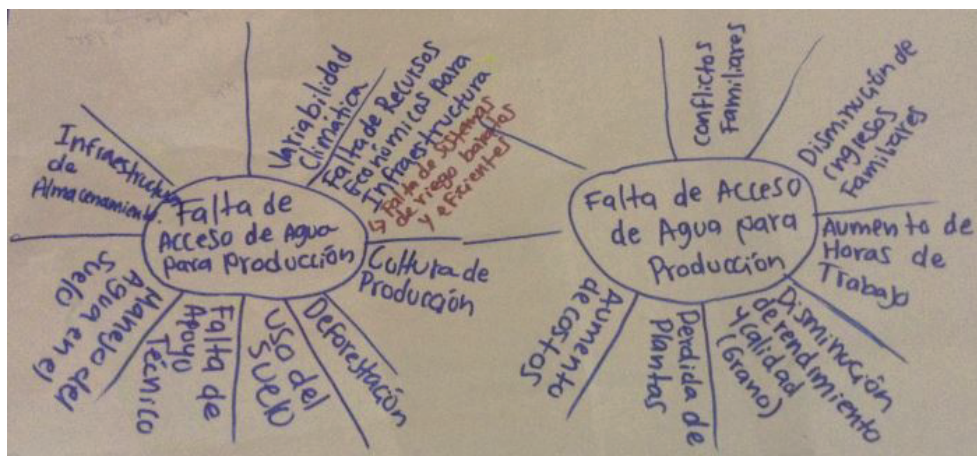 Infraestructura
de
Almacenamiento.
Variabilidad
Climática
Falta de Recursos
Económicos para
Infraestructura
↳ Falta de sistemas
de riego baratos
y eficientes
Falta de
Acceso de Agua
para Producción
Cultura de
Producción
Deforestación
Uso del
Suelo
Falta de
Apoyo
Técnico
Manejo del
Agua en el
Suelo
Conflictos
Familiares
Disminución de
Ingresos
Familiares
Falta de Acceso
de Agua para
Producción
Aumento de
Horas de
Trabajo
Disminución
de rendimiento
y calidad
(Grano)
Perdida de
Plantas
Aumento
de costos